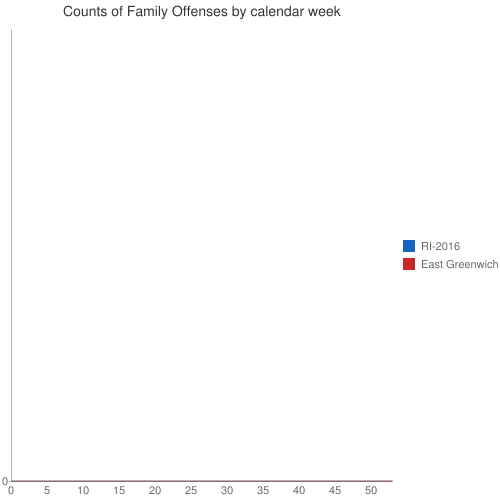 Counts of Family Offenses by calendar week
RI-2016
East Greenwich
0
0 5 10 15 20 25 30 35 40 45 50